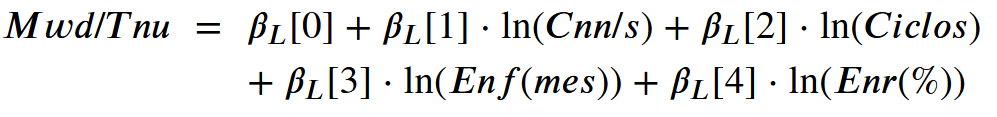 Mwd/Tnu = β_L[0] + β_L[1] · ln(Cnn/s) + β_L[2] · ln(Ciclos)
+ β_L[3] · ln(Enf(mes)) + β_L[4] · ln(Enr(%))